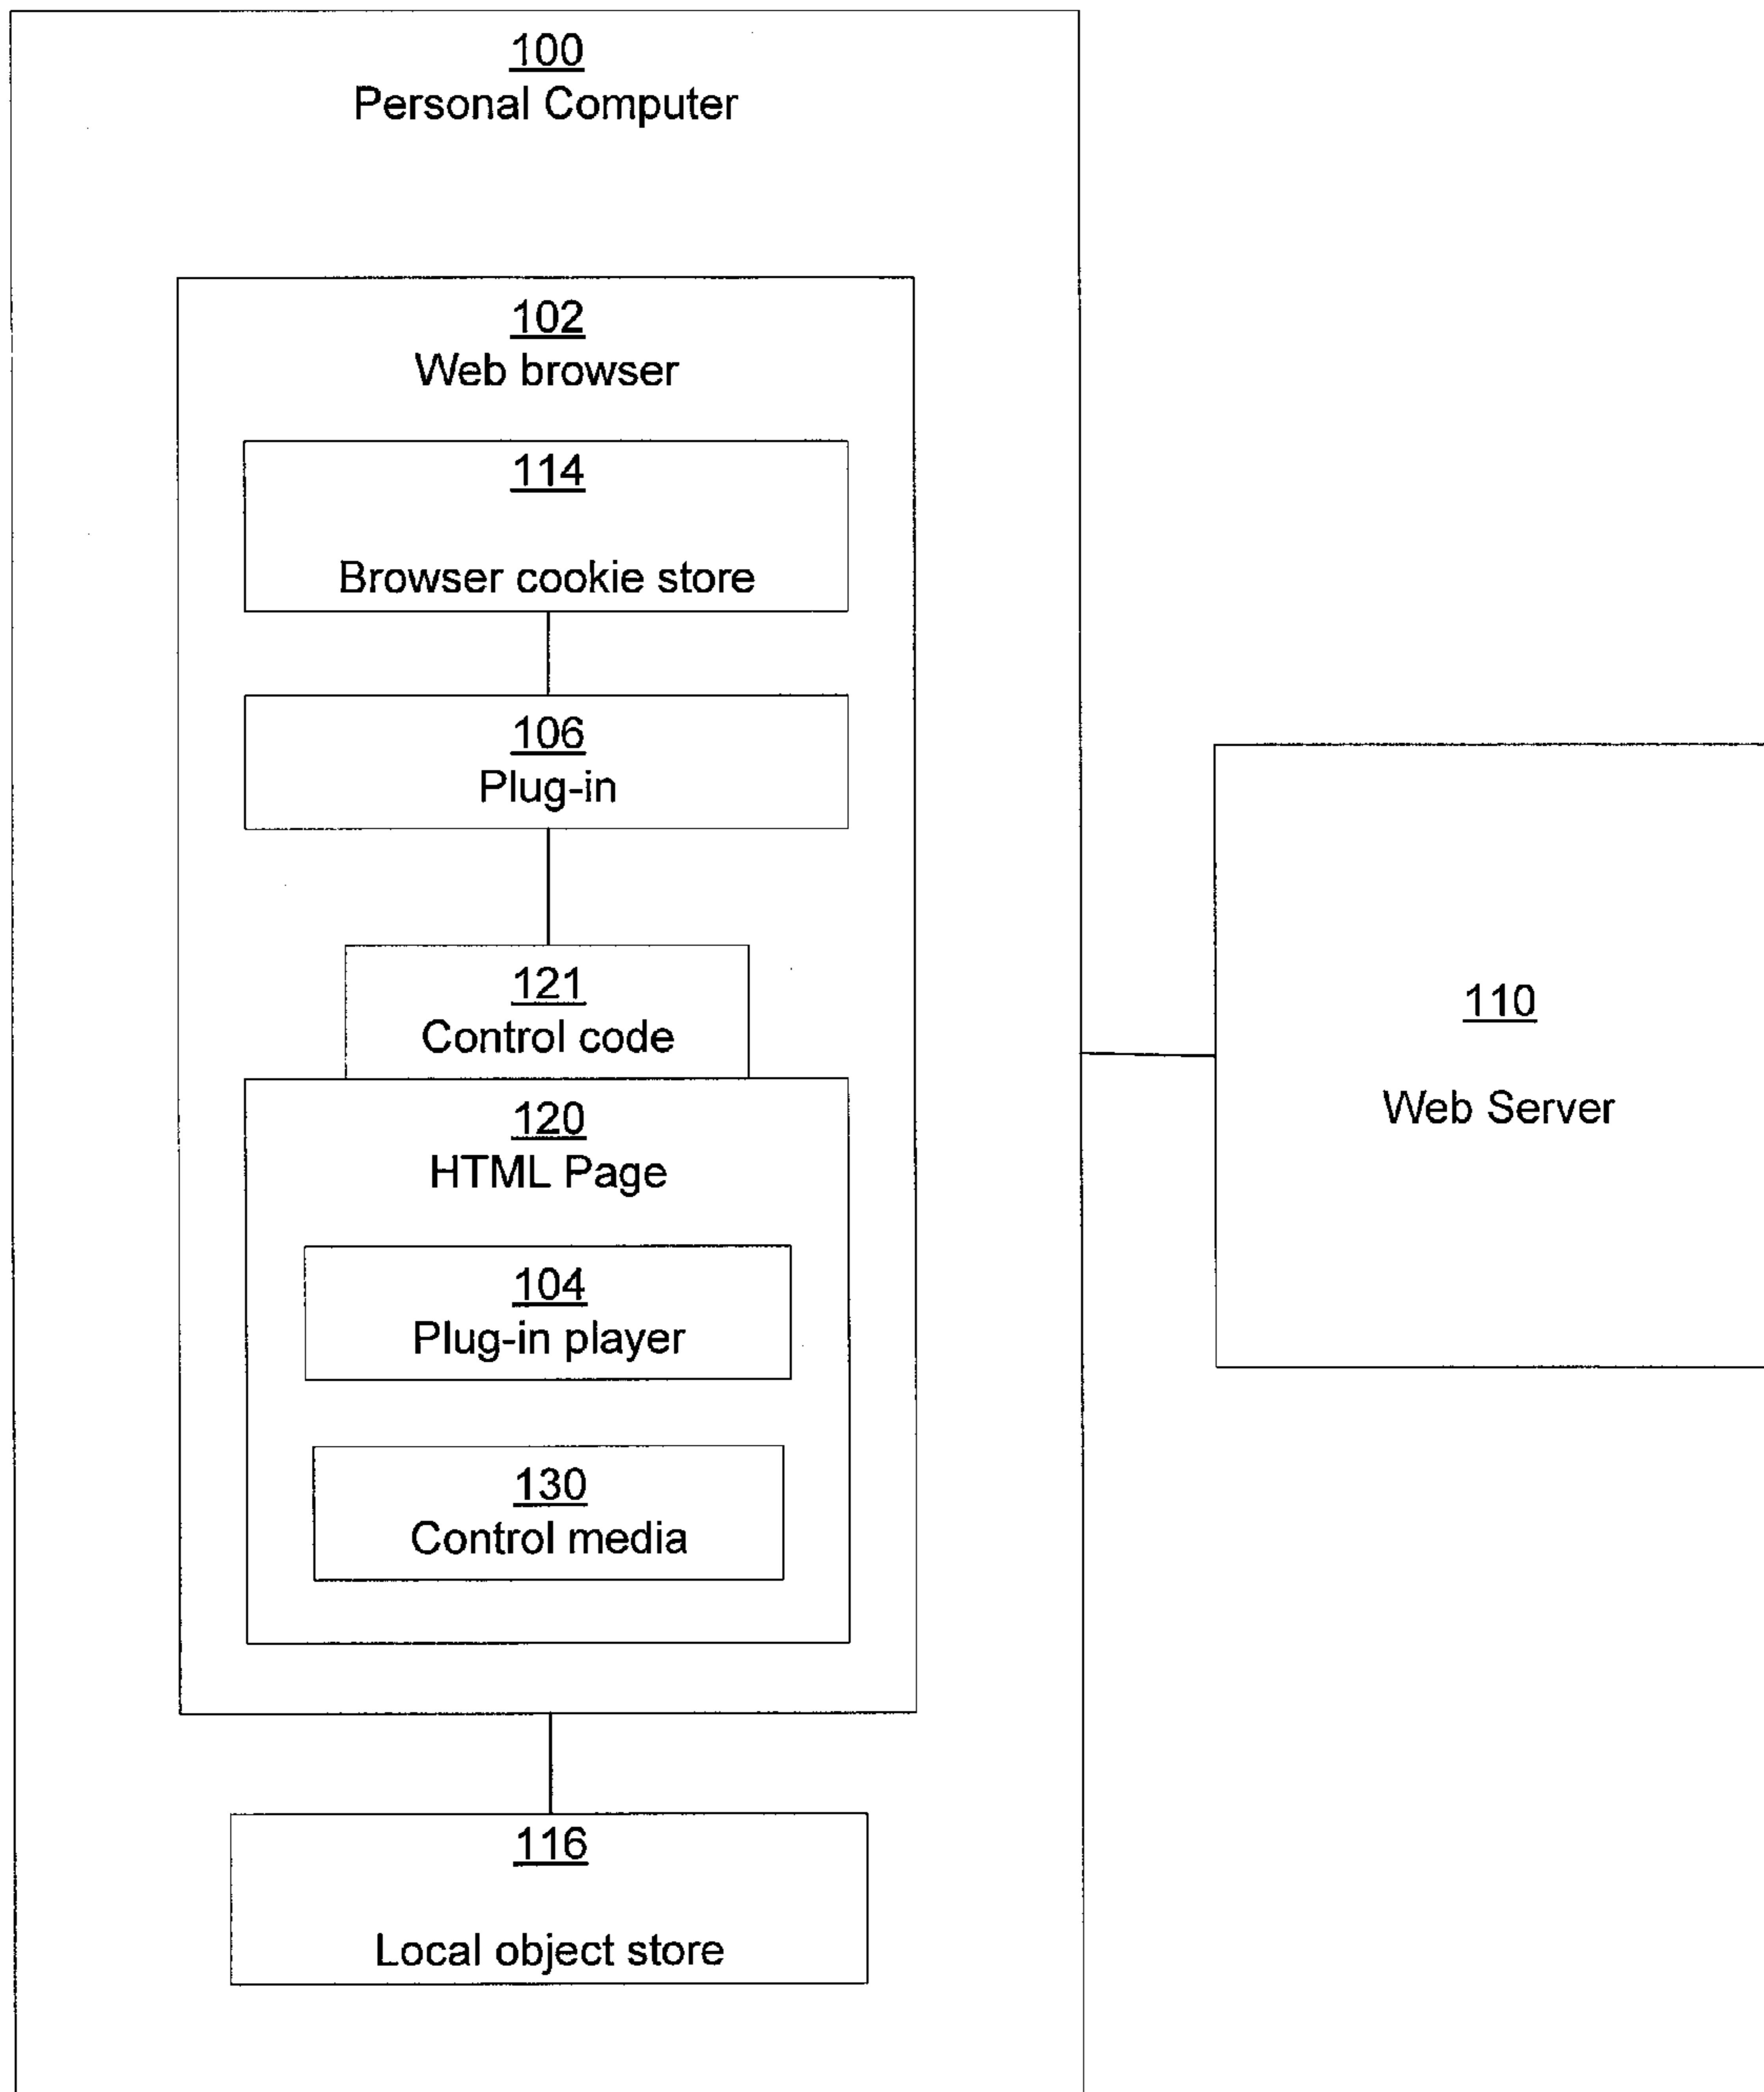 100
Personal Computer
102
Web browser
114
Browser cookie store
106
Plug-in
121
Control code
120
HTML Page
104
Plug-in player
130
Control media
116
Local object store
110
Web Server